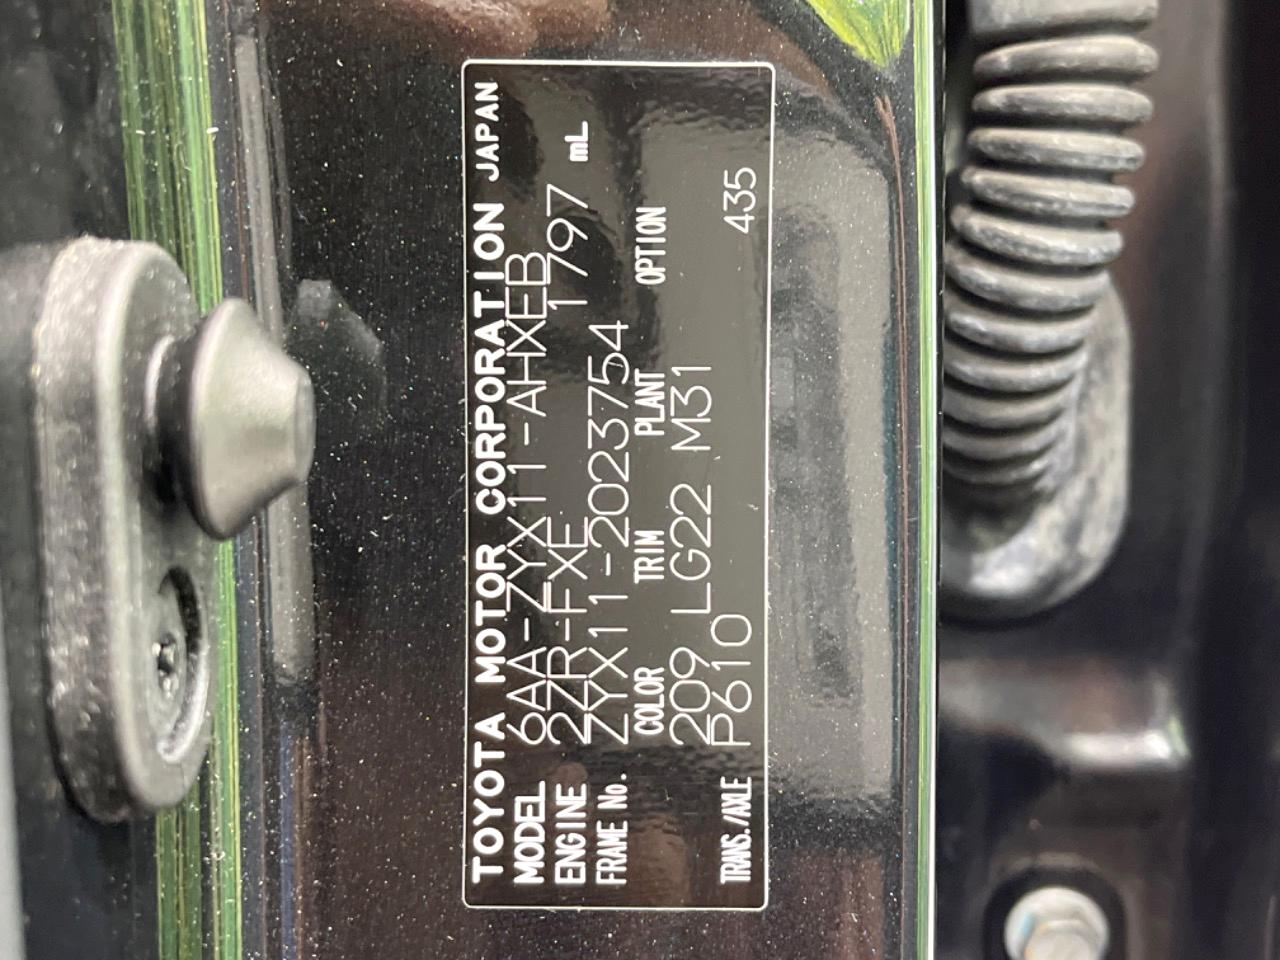 TOYOTA MOTOR CORPORATION JAPAN
MODEL 6AA-ZYX11-AHXEB
ENGINE 2ZR-FXE 1797 mL
FRAME No. ZYX11-2023754
COLOR TRIM PLANT OPTION
209 LG22 M31
TRANS./AXLE P610 435